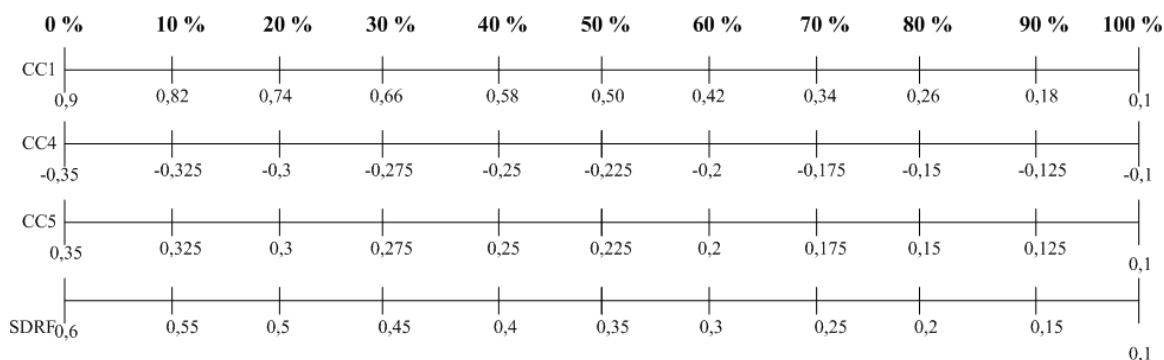 0 % 10 % 20 % 30 % 40 % 50 % 60 % 70 % 80 % 90 % 100 %
CC1
0,9 0,82 0,74 0,66 0,58 0,50 0,42 0,34 0,26 0,18 0,1
CC4
-0,35 -0,325 -0,3 -0,275 -0,25 -0,225 -0,2 -0,175 -0,15 -0,125 -0,1
CC5
0,35 0,325 0,3 0,275 0,25 0,225 0,2 0,175 0,15 0,125 0,1
SDRF 0,6 0,55 0,5 0,45 0,4 0,35 0,3 0,25 0,2 0,15 0,1